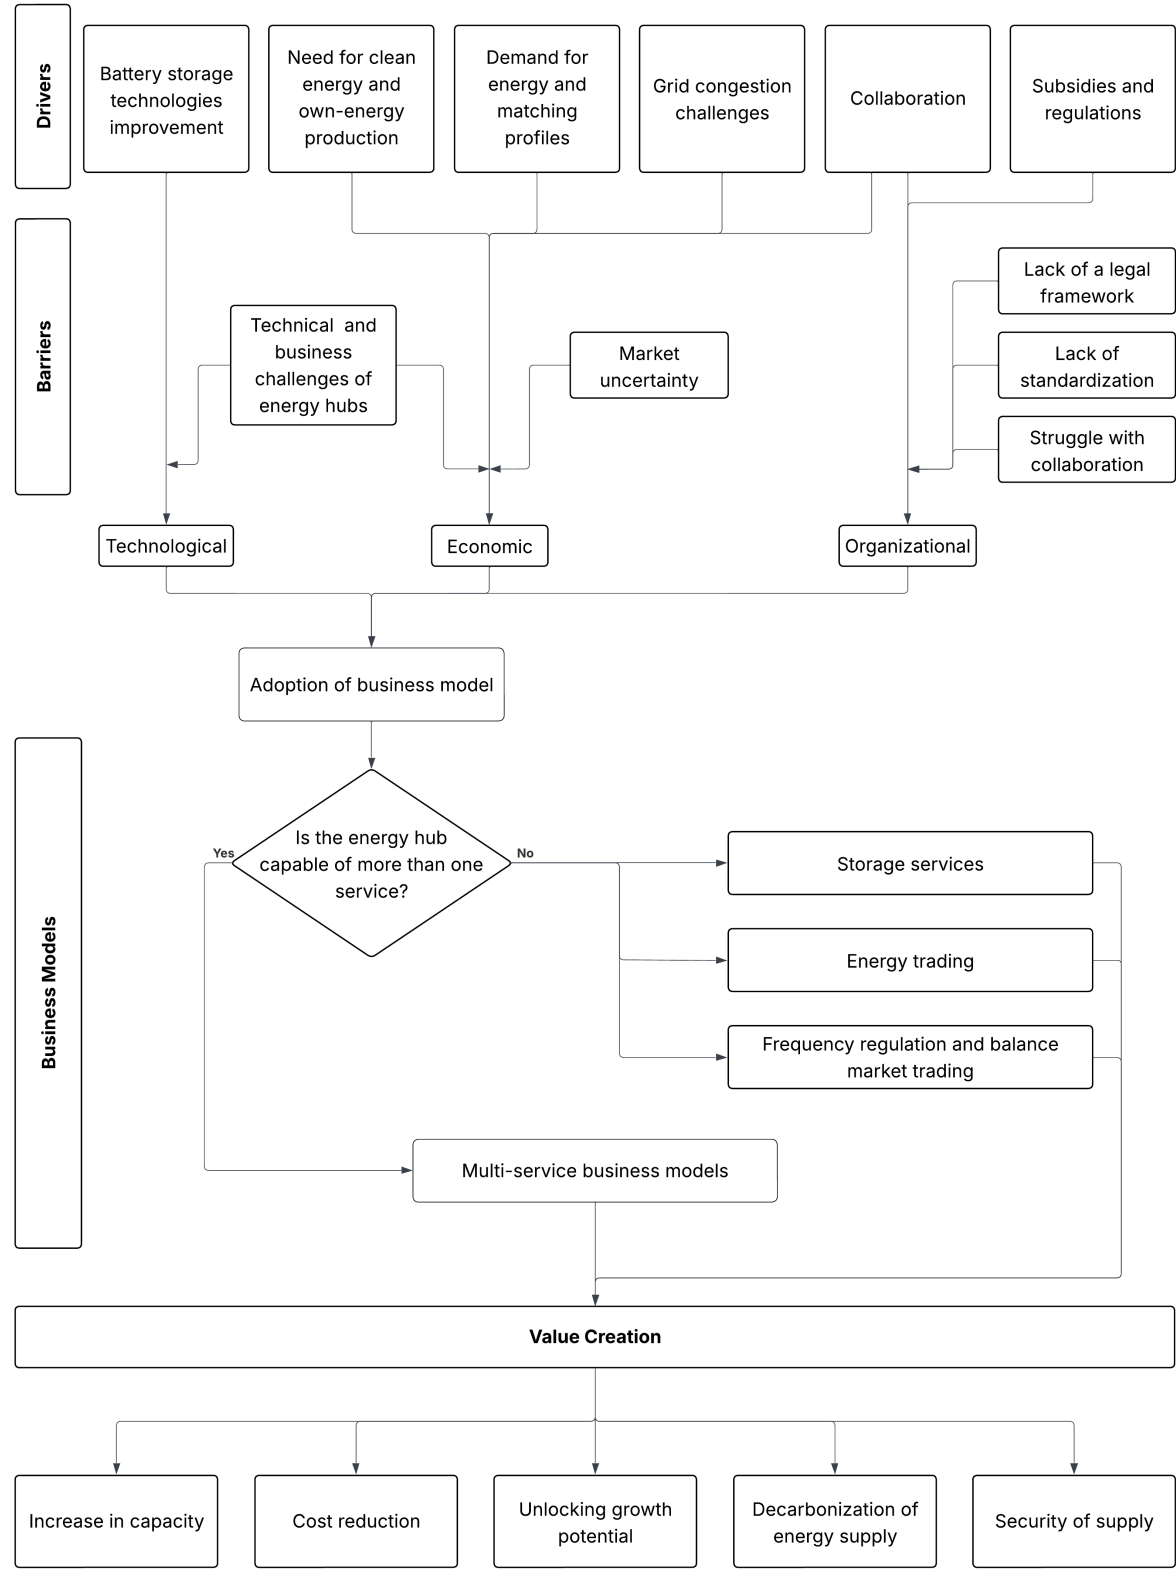 Drivers
Battery storage
technologies
improvement
Need for clean
energy and
own-energy
production
Demand for
energy and
matching
profiles
Grid congestion
challenges
Collaboration
Subsidies and
regulations
Barriers
Technical and
business
challenges of
energy hubs
Market
uncertainty
Lack of a legal
framework
Lack of
standardization
Struggle with
collaboration
Technological
Economic
Organizational
Adoption of business model
Business Models
Is the energy hub
capable of more than one
service?
Yes
No
Storage services
Energy trading
Frequency regulation and balance
market trading
Multi-service business models
Value Creation
Increase in capacity
Cost reduction
Unlocking growth
potential
Decarbonization of
energy supply
Security of supply